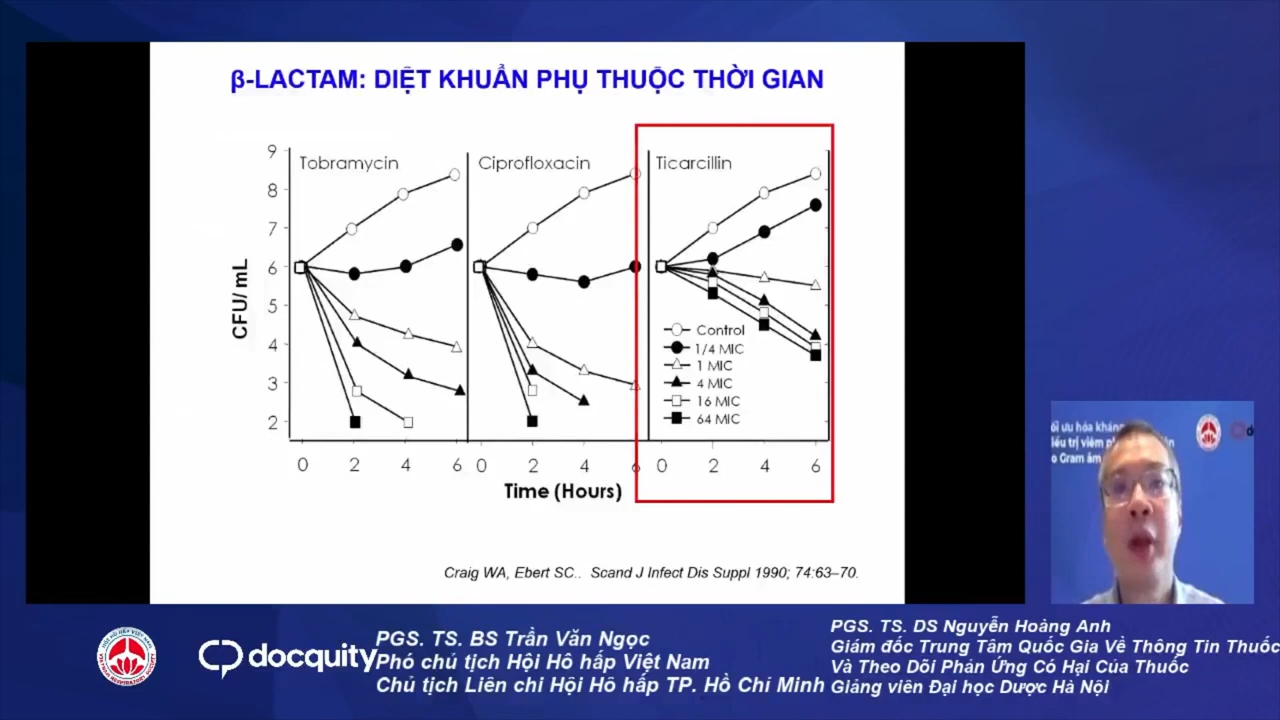 β-LACTAM: DIỆT KHUẨN PHỤ THUỘC THỜI GIAN
Tobramycin
Ciprofloxacin
Ticarcillin
9
8
7
6
5
4
3
2
CFU/ mL
Control
1/4 MIC
1 MIC
4 MIC
16 MIC
64 MIC
0 2 4 6 0 2 4 6 0 2 4 6
Time (Hours)
Craig WA, Ebert SC.. Scand J Infect Dis Suppl 1990; 74:63–70.
docquity
PGS. TS. BS Trần Văn Ngọc
Phó chủ tịch Hội Hô hấp Việt Nam
Chủ tịch Liên chi Hội Hô hấp TP. Hồ Chí Minh
PGS. TS. DS Nguyễn Hoàng Anh
Giám đốc Trung Tâm Quốc Gia Về Thông Tin Thuốc
Và Theo Dõi Phản Ứng Có Hại Của Thuốc
Giảng viên Đại học Dược Hà Nội